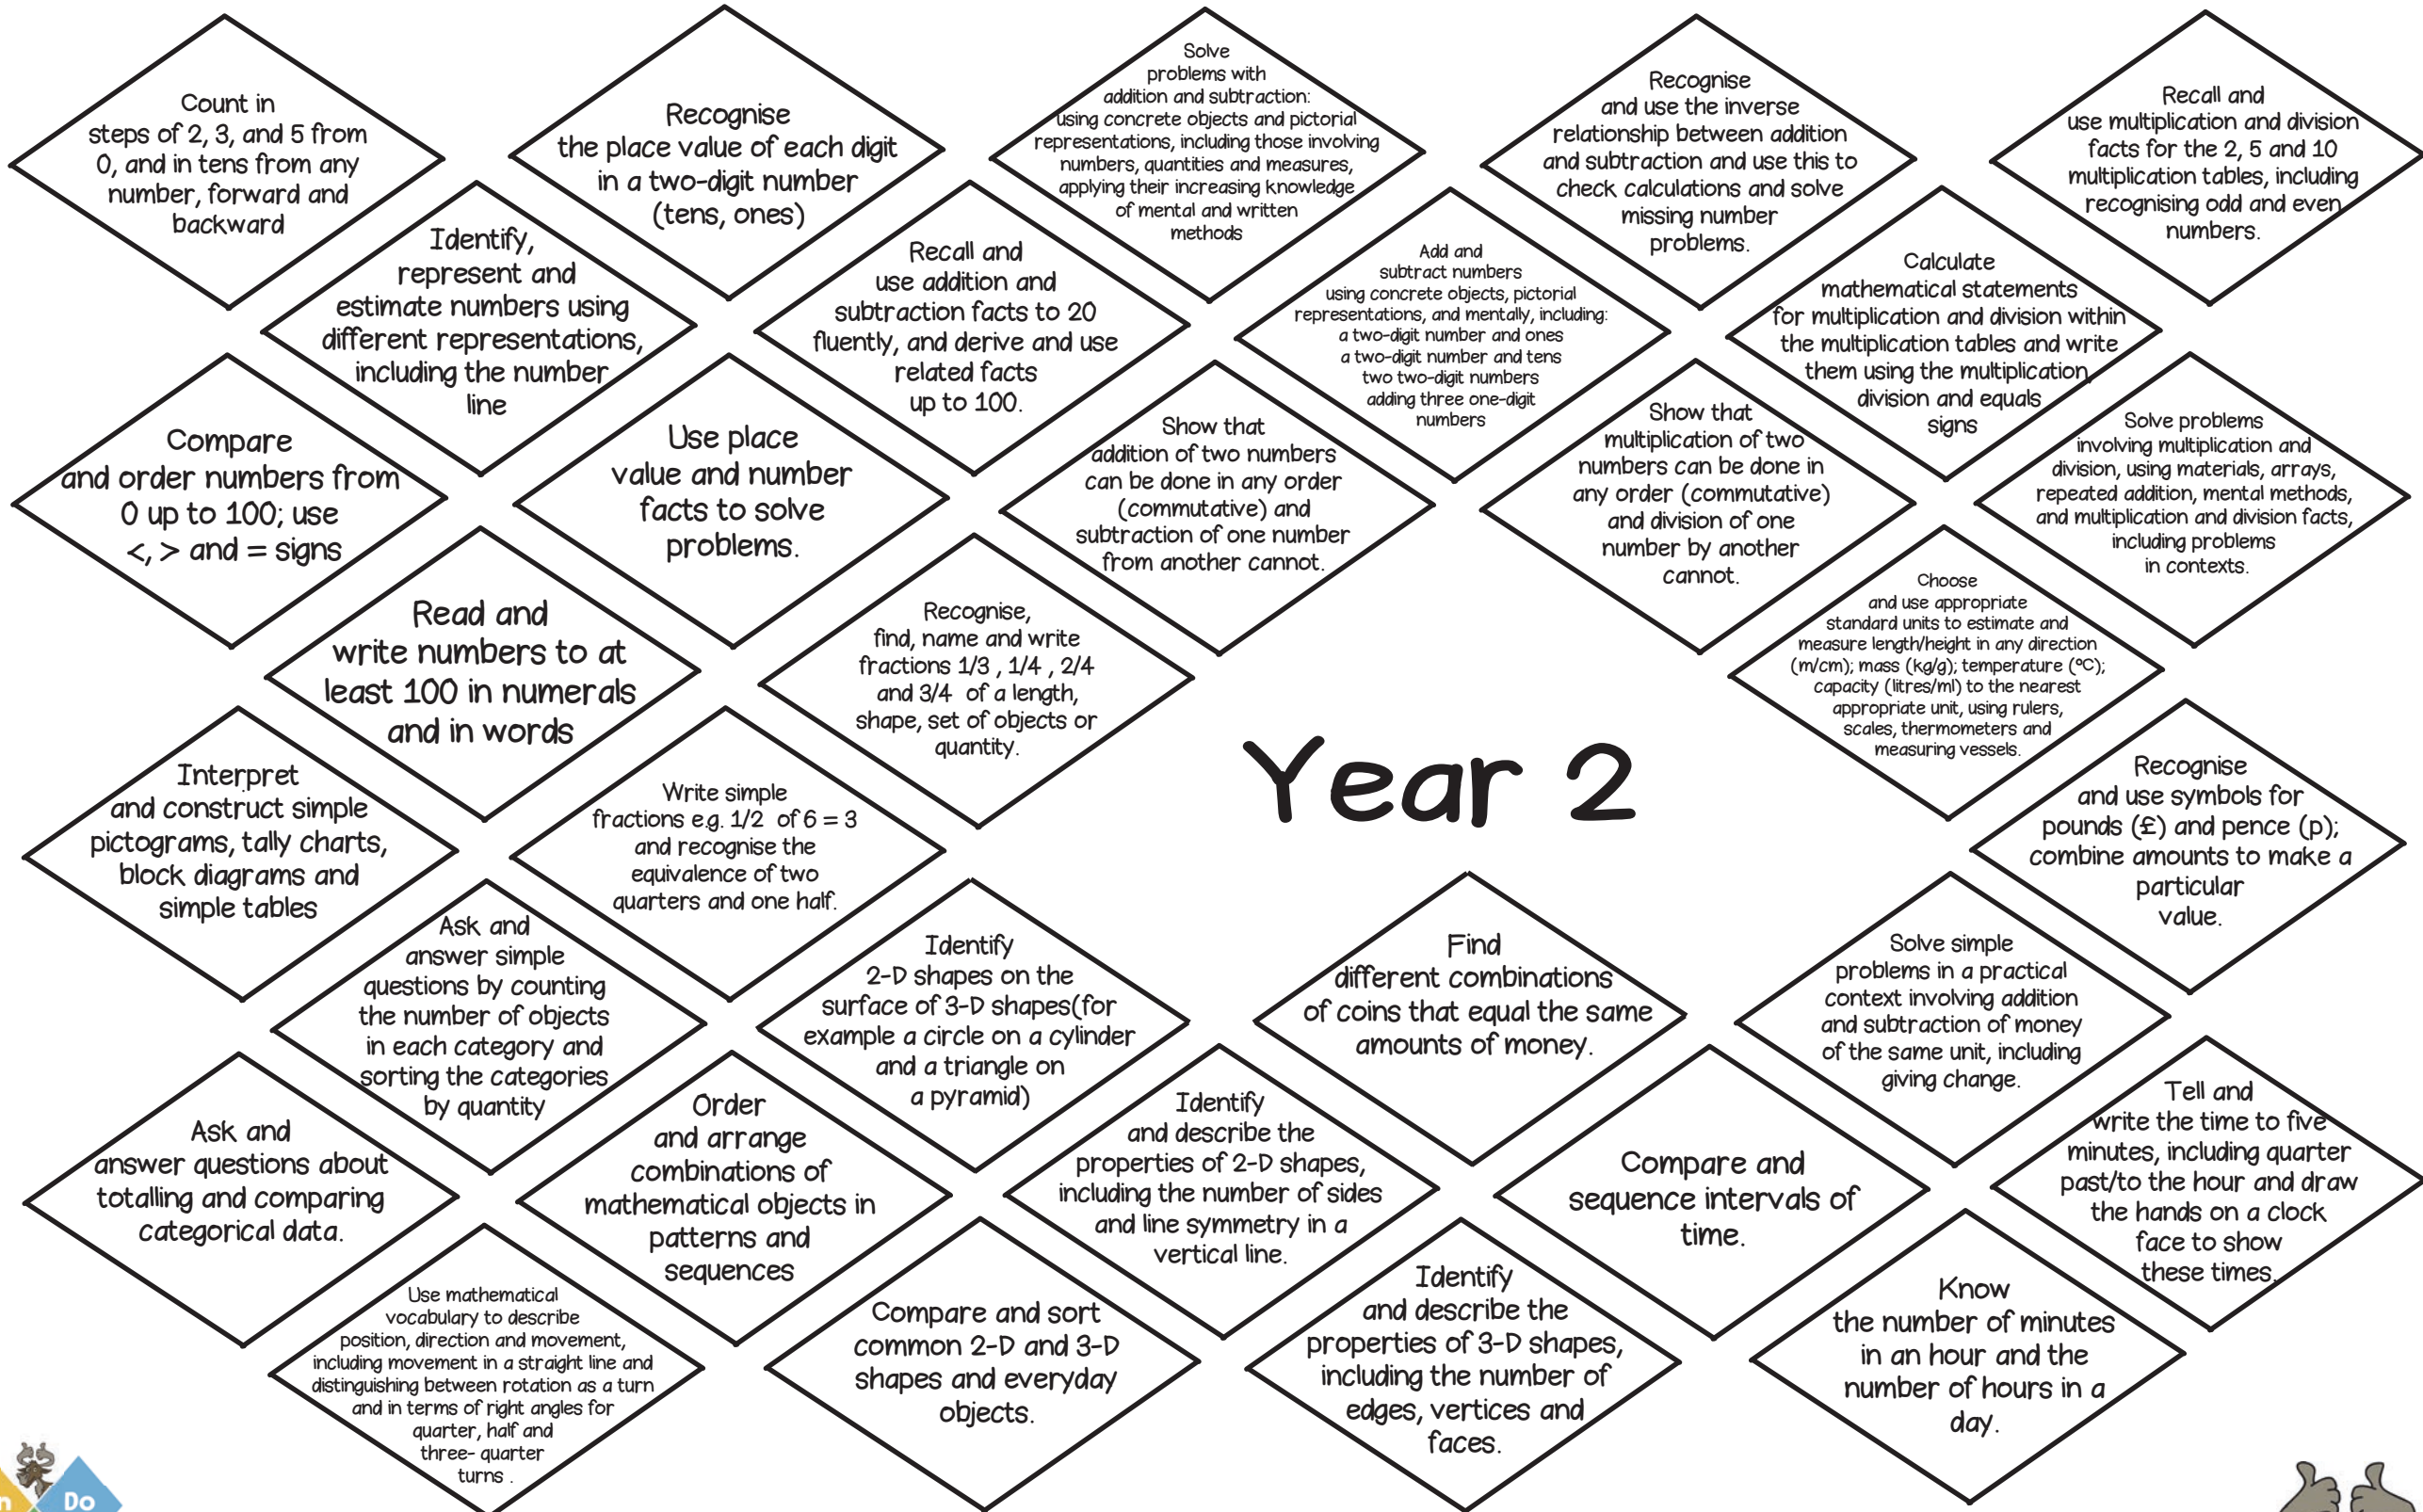 Count in
steps of 2, 3, and 5 from
0, and in tens from any
number, forward and
backward
Recognise
the place value of each digit
in a two-digit number
(tens, ones)
Solve
problems with
addition and subtraction:
using concrete objects and pictorial
representations, including those involving
numbers, quantities and measures,
applying their increasing knowledge
of mental and written
methods
Recognise
and use the inverse
relationship between addition
and subtraction and use this to
check calculations and solve
missing number
problems.
Recall and
use multiplication and division
facts for the 2, 5 and 10
multiplication tables, including
recognising odd and even
numbers.
Identify,
represent and
estimate numbers using
different representations,
including the number
line
Recall and
use addition and
subtraction facts to 20
fluently, and derive and use
related facts
up to 100.
Add and
subtract numbers
using concrete objects, pictorial
representations, and mentally, including:
a two-digit number and ones
a two-digit number and tens
two two-digit numbers
adding three one-digit
numbers
Calculate
mathematical statements
for multiplication and division within
the multiplication tables and write
them using the multiplication,
division and equals
signs
Compare
and order numbers from
0 up to 100; use
<, > and = signs
Use place
value and number
facts to solve
problems.
Show that
addition of two numbers
can be done in any order
(commutative) and
subtraction of one number
from another cannot.
Show that
multiplication of two
numbers can be done in
any order (commutative)
and division of one
number by another
cannot.
Solve problems
involving multiplication and
division, using materials, arrays,
repeated addition, mental methods,
and multiplication and division facts,
including problems
in contexts.
Read and
write numbers to at
least 100 in numerals
and in words
Recognise,
find, name and write
fractions 1/3 , 1/4 , 2/4
and 3/4 of a length,
shape, set of objects or
quantity.
Choose
and use appropriate
standard units to estimate and
measure length/height in any direction
(m/cm); mass (kg/g); temperature (°C);
capacity (litres/ml) to the nearest
appropriate unit, using rulers,
scales, thermometers and
measuring vessels.
Year 2
Interpret
and construct simple
pictograms, tally charts,
block diagrams and
simple tables
Write simple
fractions e.g. 1/2 of 6 = 3
and recognise the
equivalence of two
quarters and one half.
Recognise
and use symbols for
pounds (£) and pence (p);
combine amounts to make a
particular
value.
Ask and
answer simple
questions by counting
the number of objects
in each category and
sorting the categories
by quantity
Identify
2-D shapes on the
surface of 3-D shapes(for
example a circle on a cylinder
and a triangle on
a pyramid)
Find
different combinations
of coins that equal the same
amounts of money.
Solve simple
problems in a practical
context involving addition
and subtraction of money
of the same unit, including
giving change.
Ask and
answer questions about
totalling and comparing
categorical data.
Order
and arrange
combinations of
mathematical objects in
patterns and
sequences
Identify
and describe the
properties of 2-D shapes,
including the number of sides
and line symmetry in a
vertical line.
Compare and
sequence intervals of
time.
Tell and
write the time to five
minutes, including quarter
past/to the hour and draw
the hands on a clock
face to show
these times.
Use mathematical
vocabulary to describe
position, direction and movement,
including movement in a straight line and
distinguishing between rotation as a turn
and in terms of right angles for
quarter, half and
three- quarter
turns .
Compare and sort
common 2-D and 3-D
shapes and everyday
objects.
Identify
and describe the
properties of 3-D shapes,
including the number of
edges, vertices and
faces.
Know
the number of minutes
in an hour and the
number of hours in a
day.
Do